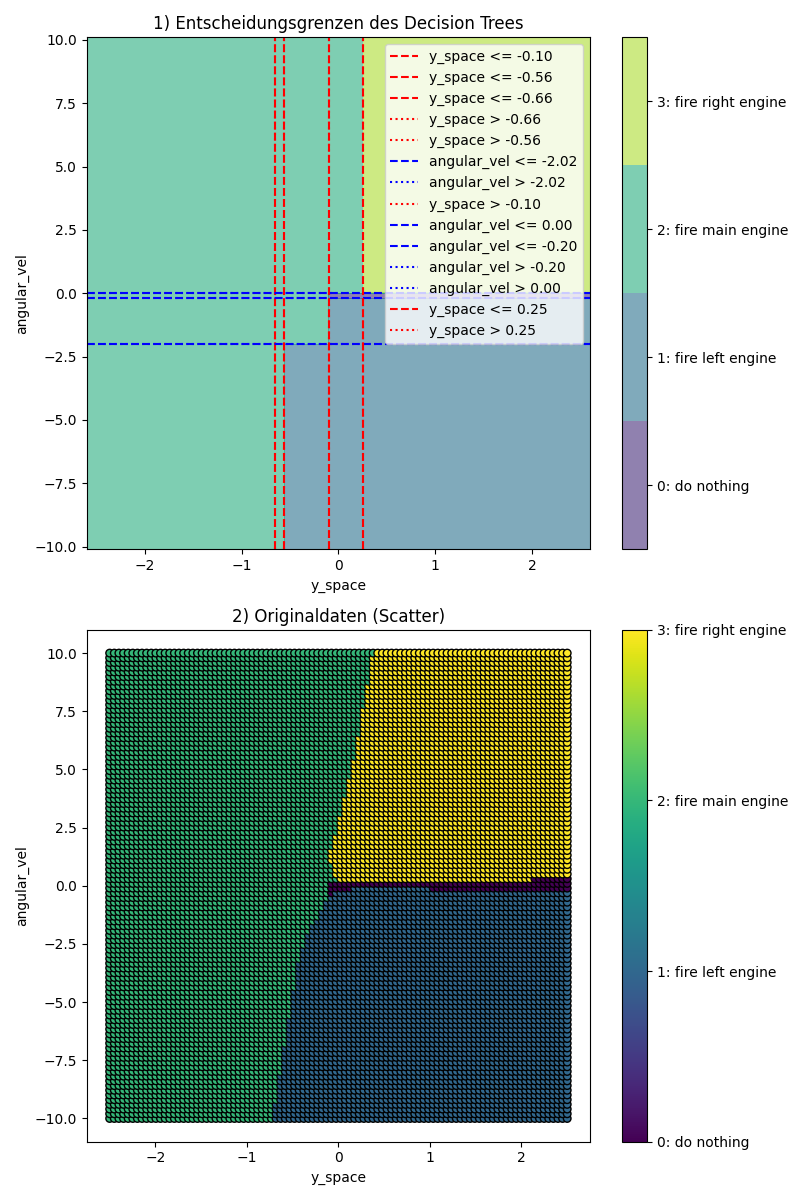 1) Entscheidungsgrenzen des Decision Trees
10.0
7.5
5.0
2.5
0.0
−2.5
−5.0
−7.5
−10.0
angular_vel
y_space <= -0.10
y_space <= -0.56
y_space <= -0.66
y_space > -0.66
y_space > -0.56
angular_vel <= -2.02
angular_vel > -2.02
y_space > -0.10
angular_vel <= 0.00
angular_vel <= -0.20
angular_vel > -0.20
angular_vel > 0.00
y_space <= 0.25
y_space > 0.25
−2 −1 0 1 2
y_space
3: fire right engine
2: fire main engine
1: fire left engine
0: do nothing
2) Originaldaten (Scatter)
10.0
7.5
5.0
2.5
0.0
−2.5
−5.0
−7.5
−10.0
angular_vel
−2 −1 0 1 2
y_space
3: fire right engine
2: fire main engine
1: fire left engine
0: do nothing